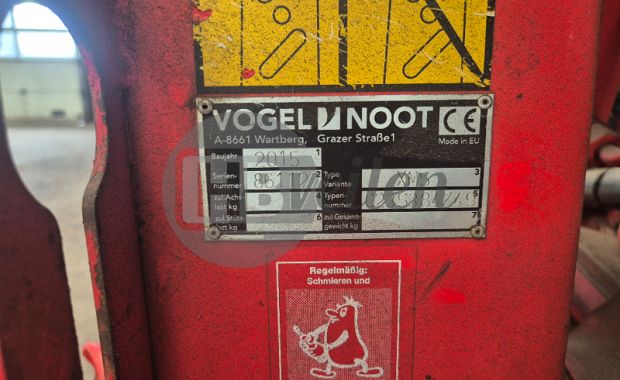 VOGEL NOOT CE
A-8661 Wartberg, Grazer Straße1 Made in EU
Baujahr 1 2015
Serien-nummer 2 Type Variante 3
zul.Achs-last kg 4 Typen-nummer 5
zul.Stütz-last kg 6 zul.Gesamt-gewicht kg 7
Regelmäßig:
Schmieren und